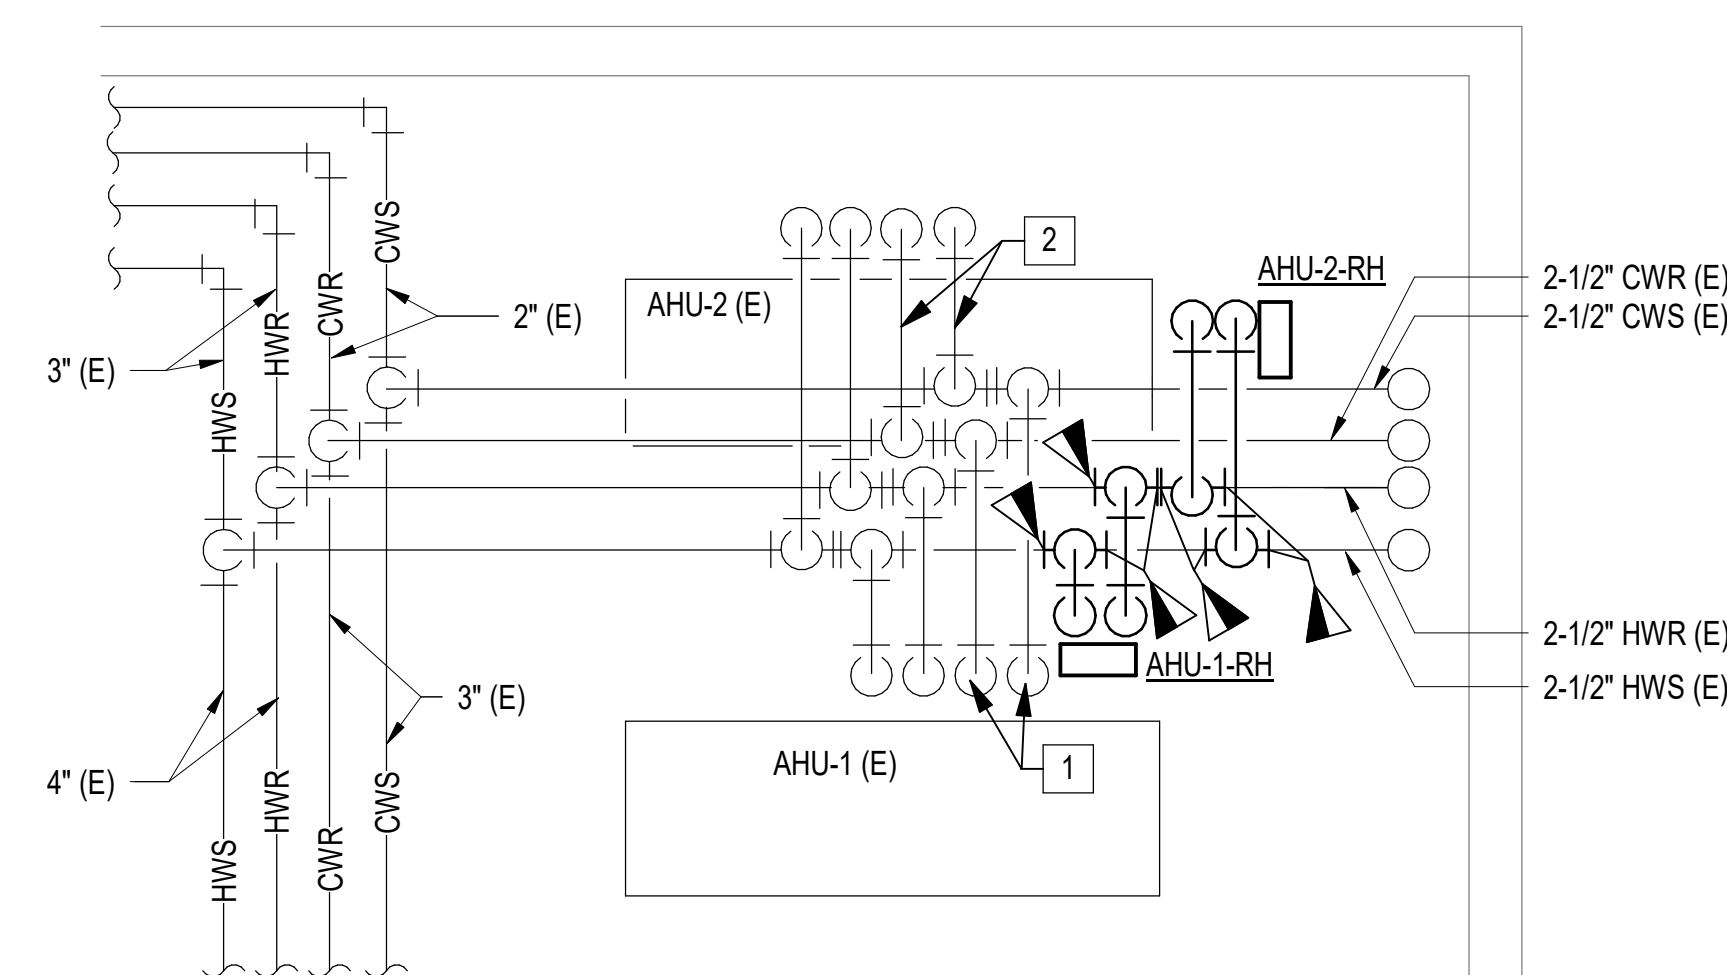 CWS
2
AHU-2-RH
CWR
2-1/2" CWR (E)
AHU-2 (E)
2-1/2" CWS (E)
2" (E)
HWR
3" (E)
HWS
2-1/2" HWR (E)
AHU-1-RH
2-1/2" HWS (E)
3" (E)
AHU-1 (E)
1
4" (E)
HWR
CWS
HWS
CWR